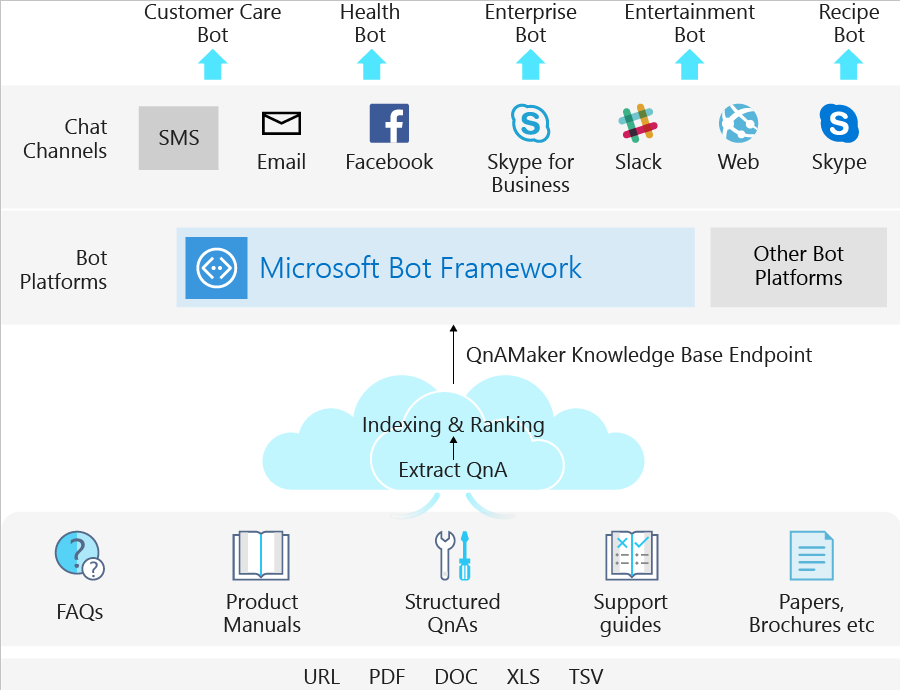 Customer Care
Bot
Health
Bot
Enterprise
Bot
Entertainment
Bot
Recipe
Bot
Chat
Channels
SMS
Email
Facebook
Skype for
Business
Slack
Web
Skype
Bot
Platforms
Microsoft Bot Framework
Other Bot
Platforms
QnAMaker Knowledge Base Endpoint
Indexing & Ranking
Extract QnA
FAQs
Product
Manuals
Structured
QnAs
Support
guides
Papers,
Brochures etc
URL PDF DOC XLS TSV